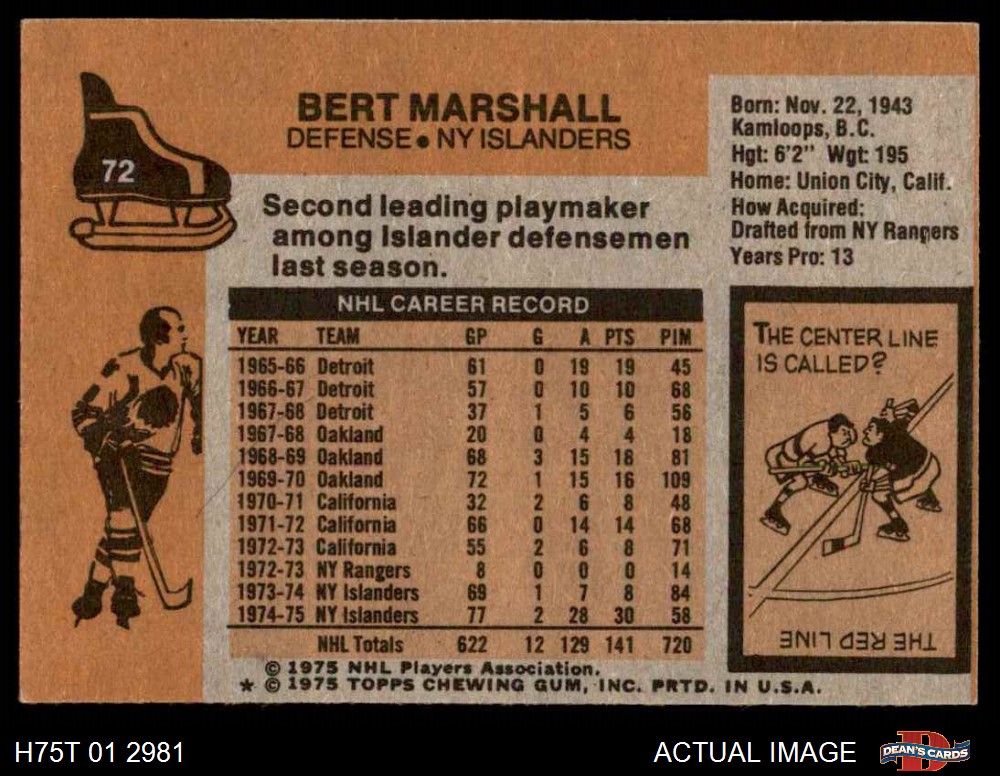 72
BERT MARSHALL
DEFENSE • NY ISLANDERS
Second leading playmaker
among Islander defensemen
last season.
Born: Nov. 22, 1943
Kamloops, B.C.
Hgt: 6'2" Wgt: 195
Home: Union City, Calif.
How Acquired:
Drafted from NY Rangers
Years Pro: 13
NHL CAREER RECORD
YEAR TEAM GP G A PTS PIM
1965-66 Detroit 61 0 19 19 45
1966-67 Detroit 57 0 10 10 68
1967-68 Detroit 37 1 5 6 56
1967-68 Oakland 20 0 4 4 18
1968-69 Oakland 68 3 15 18 81
1969-70 Oakland 72 1 15 16 109
1970-71 California 32 2 6 8 48
1971-72 California 66 0 14 14 68
1972-73 California 55 2 6 8 71
1972-73 NY Rangers 8 0 0 0 14
1973-74 NY Islanders 69 1 7 8 84
1974-75 NY Islanders 77 2 28 30 58
NHL Totals 622 12 129 141 720
© 1975 NHL Players Association.
* © 1975 TOPPS CHEWING GUM, INC. PRTD. IN U.S.A.
THE CENTER LINE
IS CALLED?
THE RED LINE
H75T 01 2981
ACTUAL IMAGE
DEAN'S CARDS